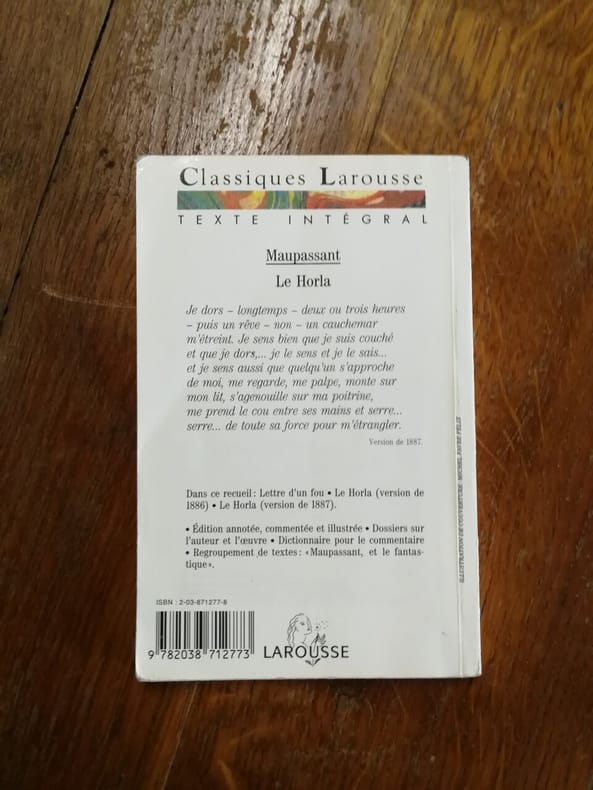 Classiques Larousse
TEXTE INTÉGRAL
Maupassant
Le Horla
Je dors – longtemps – deux ou trois heures
– puis un rêve – non – un cauchemar
m'étreint. Je sens bien que je suis couché
et que je dors,... je le sens et je le sais...
et je sens aussi que quelqu'un s'approche
de moi, me regarde, me palpe, monte sur
mon lit, s'agenouille sur ma poitrine,
me prend le cou entre ses mains et serre...
serre... de toute sa force pour m'étrangler.
Version de 1887.
Dans ce recueil : Lettre d'un fou • Le Horla (version de
1886) • Le Horla (version de 1887).
• Édition annotée, commentée et illustrée • Dossiers sur
l'auteur et l'œuvre • Dictionnaire pour le commentaire
• Regroupement de textes : « Maupassant, et le fantas-
tique ».
ISBN : 2-03-871277-8
9 782038 712773
LAROUSSE
ILLUSTRATION DE COUVERTURE : MICHEL FAVRE FÉLIX